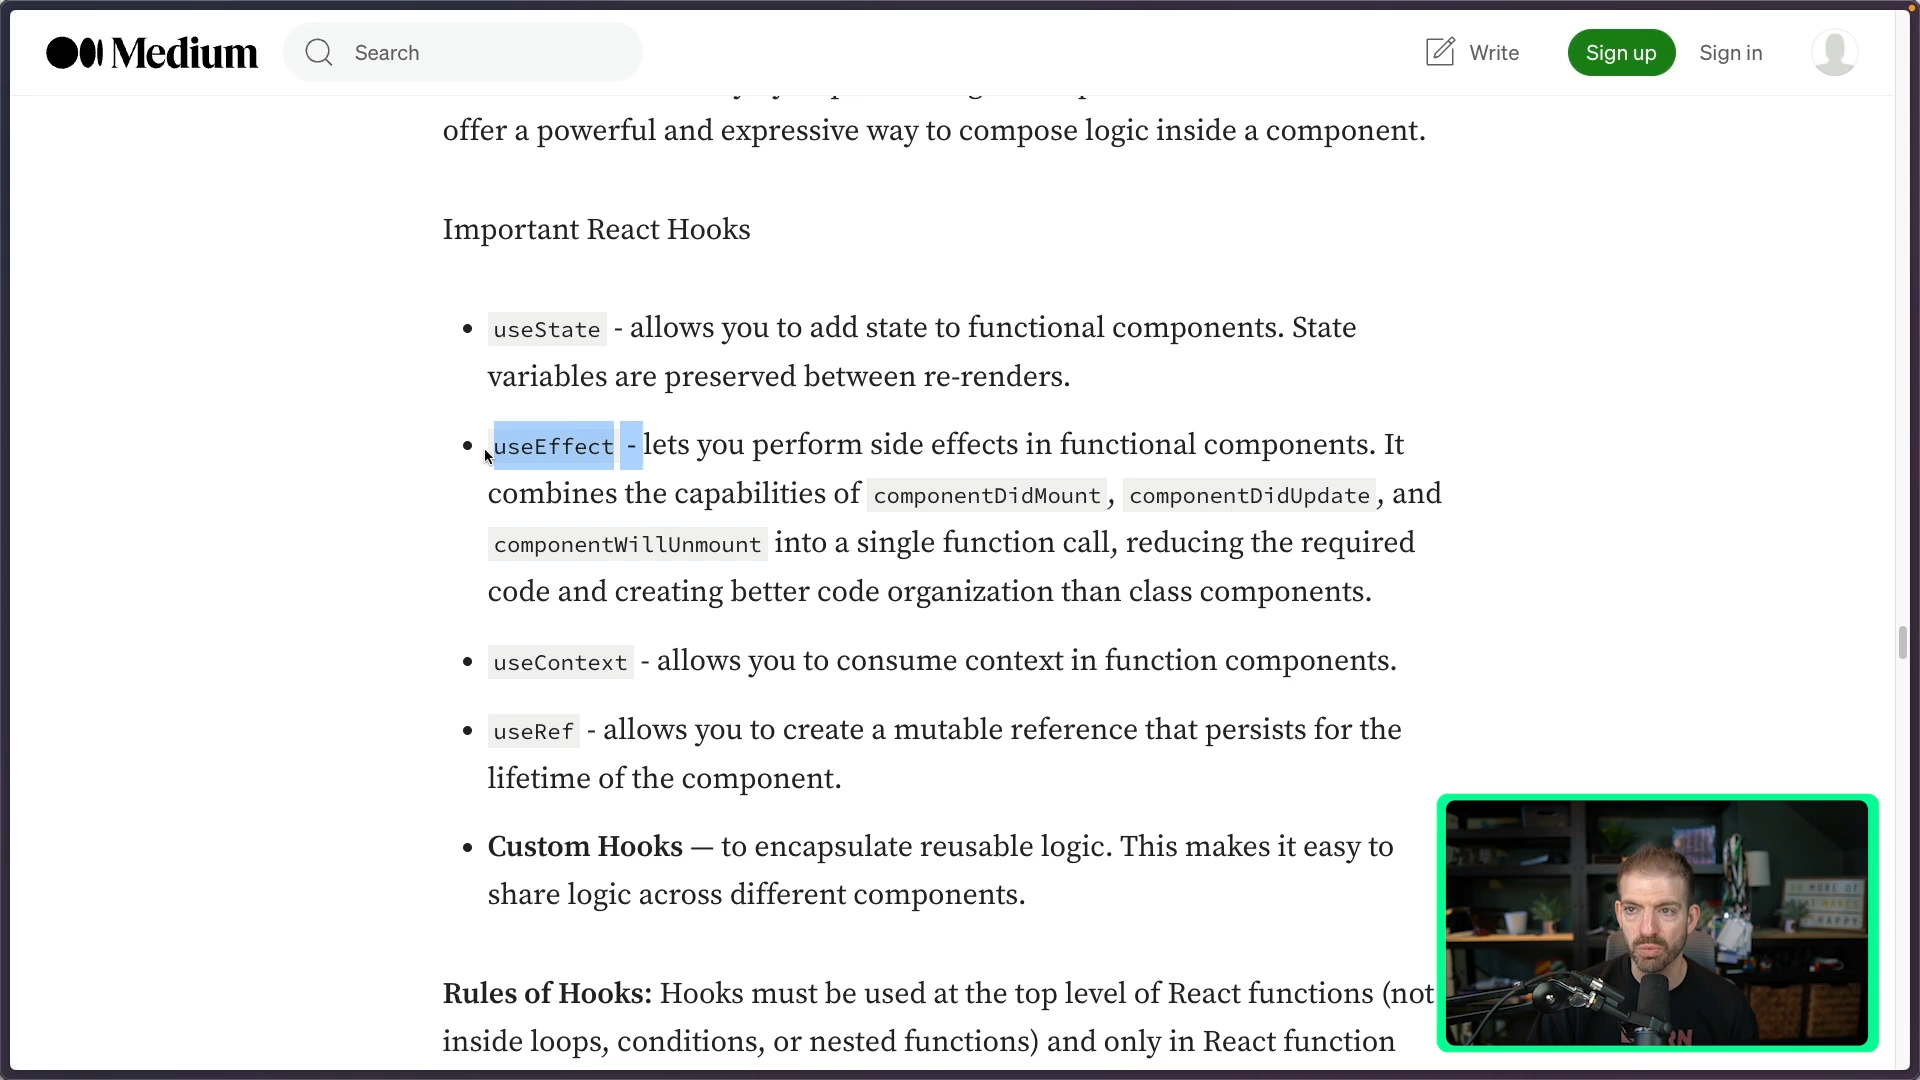 Medium
Search
Write
Sign up
Sign in
offer a powerful and expressive way to compose logic inside a component.
Important React Hooks
useState - allows you to add state to functional components. State
variables are preserved between re-renders.
useEffect - lets you perform side effects in functional components. It
combines the capabilities of componentDidMount, componentDidUpdate, and
componentWillUnmount into a single function call, reducing the required
code and creating better code organization than class components.
useContext - allows you to consume context in function components.
useRef - allows you to create a mutable reference that persists for the
lifetime of the component.
Custom Hooks — to encapsulate reusable logic. This makes it easy to
share logic across different components.
Rules of Hooks: Hooks must be used at the top level of React functions (not
inside loops, conditions, or nested functions) and only in React function
MORE OF
MAKES
HAPPY